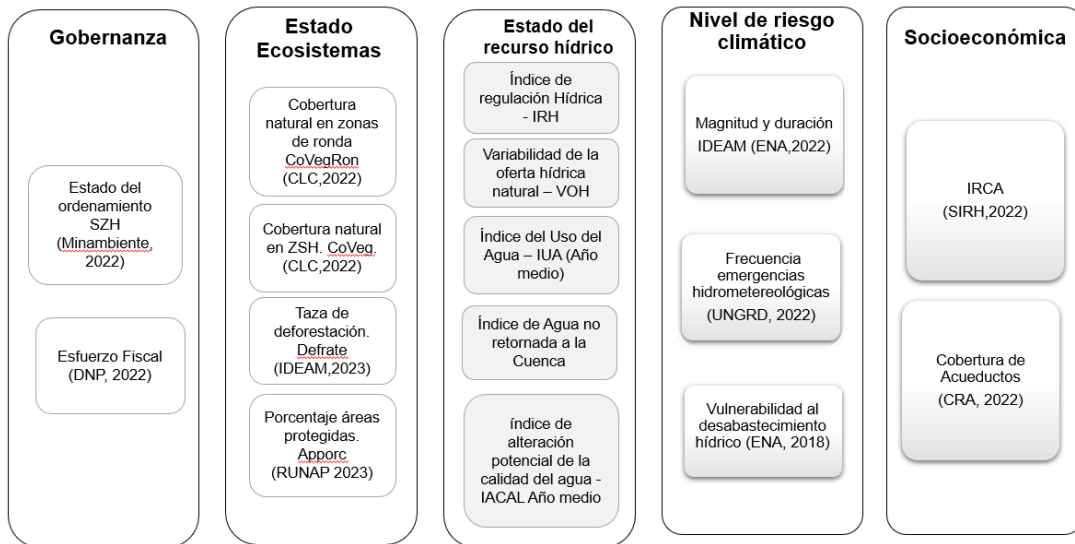 Gobernanza
Estado del
ordenamiento
SZH
(Minambiente,
2022)
Esfuerzo Fiscal
(DNP, 2022)
Estado
Ecosistemas
Cobertura
natural en zonas
de ronda
CoVegRon
(CLC,2022)
Cobertura natural
en ZSH. CoVeg.
(CLC,2022)
Taza de
deforestación.
Defrate
(IDEAM,2023)
Porcentaje áreas
protegidas.
Apporc
(RUNAP 2023)
Estado del
recurso hídrico
Índice de
regulación Hídrica
- IRH
Variabilidad de la
oferta hídrica
natural – VOH
Índice del Uso del
Agua – IUA (Año
medio)
Índice de Agua no
retornada a la
Cuenca
índice de
alteración
potencial de la
calidad del agua -
IACAL Año medio
Nivel de riesgo
climático
Magnitud y duración
IDEAM (ENA,2022)
Frecuencia
emergencias
hidrometereológicas
(UNGRD, 2022)
Vulnerabilidad al
desabastecimiento
hídrico (ENA, 2018)
Socioeconómica
IRCA
(SIRH,2022)
Cobertura de
Acueductos
(CRA, 2022)